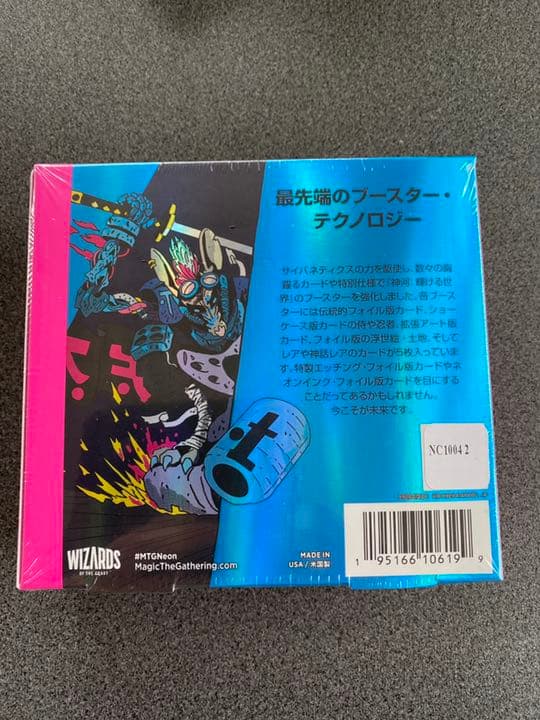 最先端のブースター・
テクノロジー
サイバネティクスの力を駆使し、数々の胸
躍るカードや特別仕様で『神河：輝ける世
界』のブースターを強化しました。各ブース
ターには伝統的フォイル版カード、ショー
ケース版カードの侍や忍者、拡張アート版
カード、フォイル版の浮世絵・土地、そして
レアや神話レアのカードが5枚入っていま
す。特製エッチング・フォイル版カードやネ
オンインク・フォイル版カードを目にする
ことだってあるかもしれません。
今こそが未来です。
NC1004 2
WIZARDS
OF THE COAST
#MTGNeon
MagicTheGathering.com
MADE IN
USA / 米国製
1 95166 10619 9